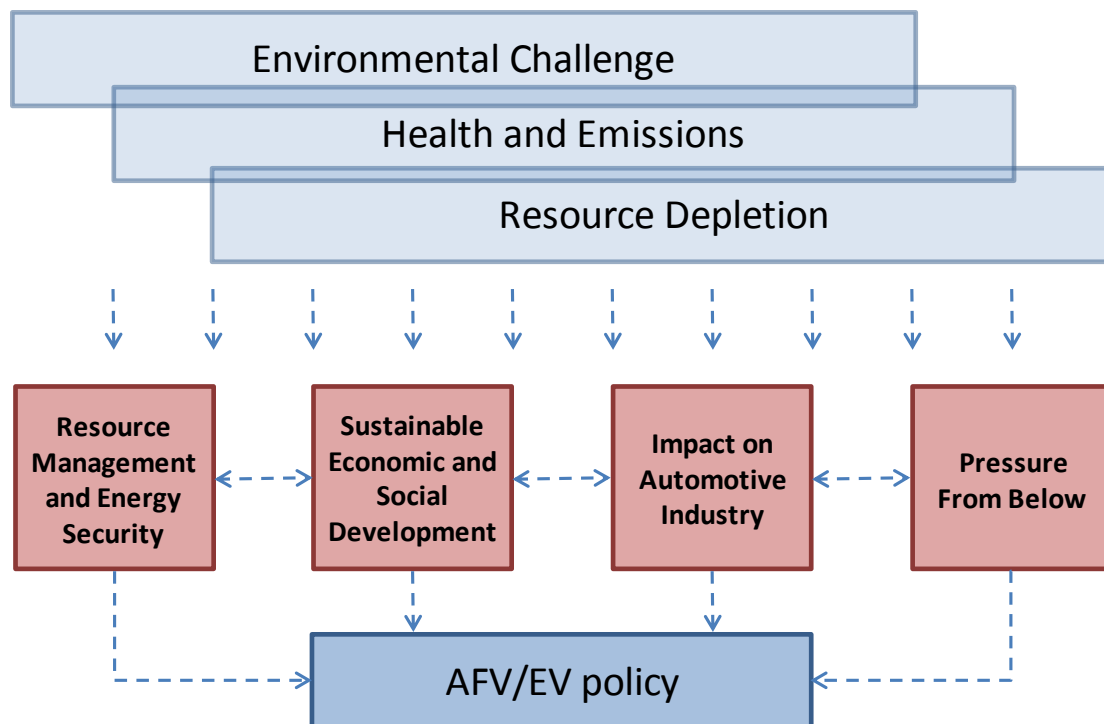 Environmental Challenge
Health and Emissions
Resource Depletion
Resource
Management
and Energy
Security
Sustainable
Economic and
Social
Development
Impact on
Automotive
Industry
Pressure
From Below
AFV/EV policy